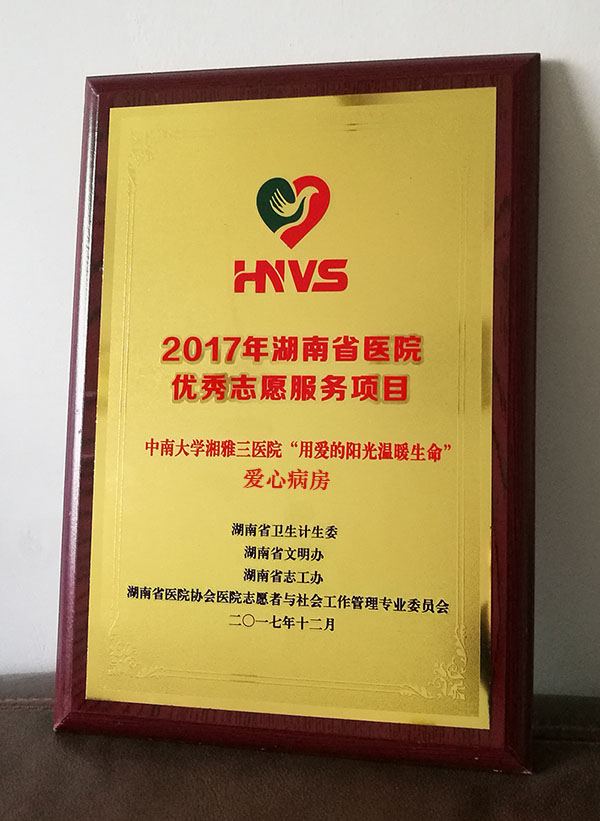 HNVS
2017年湖南省医院
优秀志愿服务项目
中南大学湘雅三医院“用爱的阳光温暖生命”
爱心病房
湖南省卫生计生委
湖南省文明办
湖南省志工办
湖南省医院协会医院志愿者与社会工作管理专业委员会
二〇一七年十二月